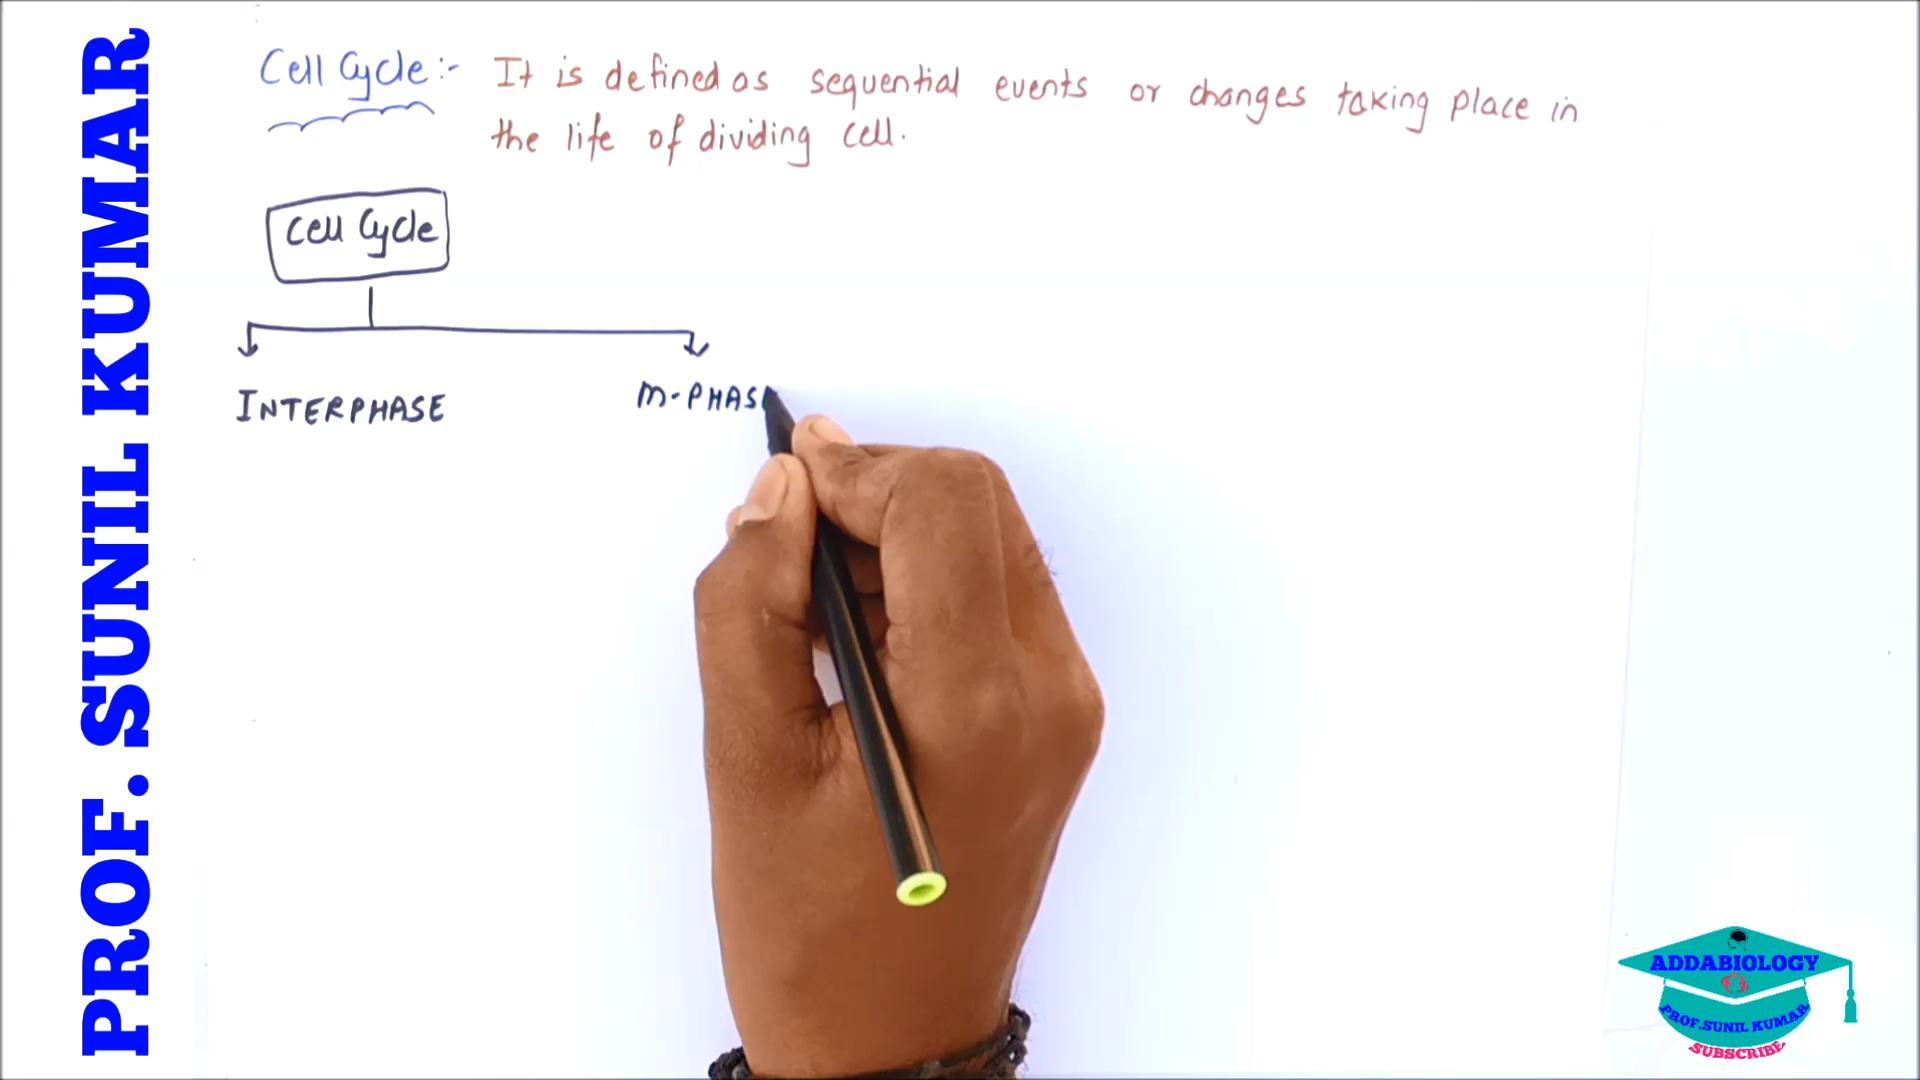 PROF. SUNIL KUMAR
Cell Cycle :- It is defined as sequential events or changes taking place in
the life of dividing cell.
Cell Cycle
INTERPHASE
M-PHAS
ADDABIOLOGY
PROF.SUNIL KUMAR
SUBSCRIBE